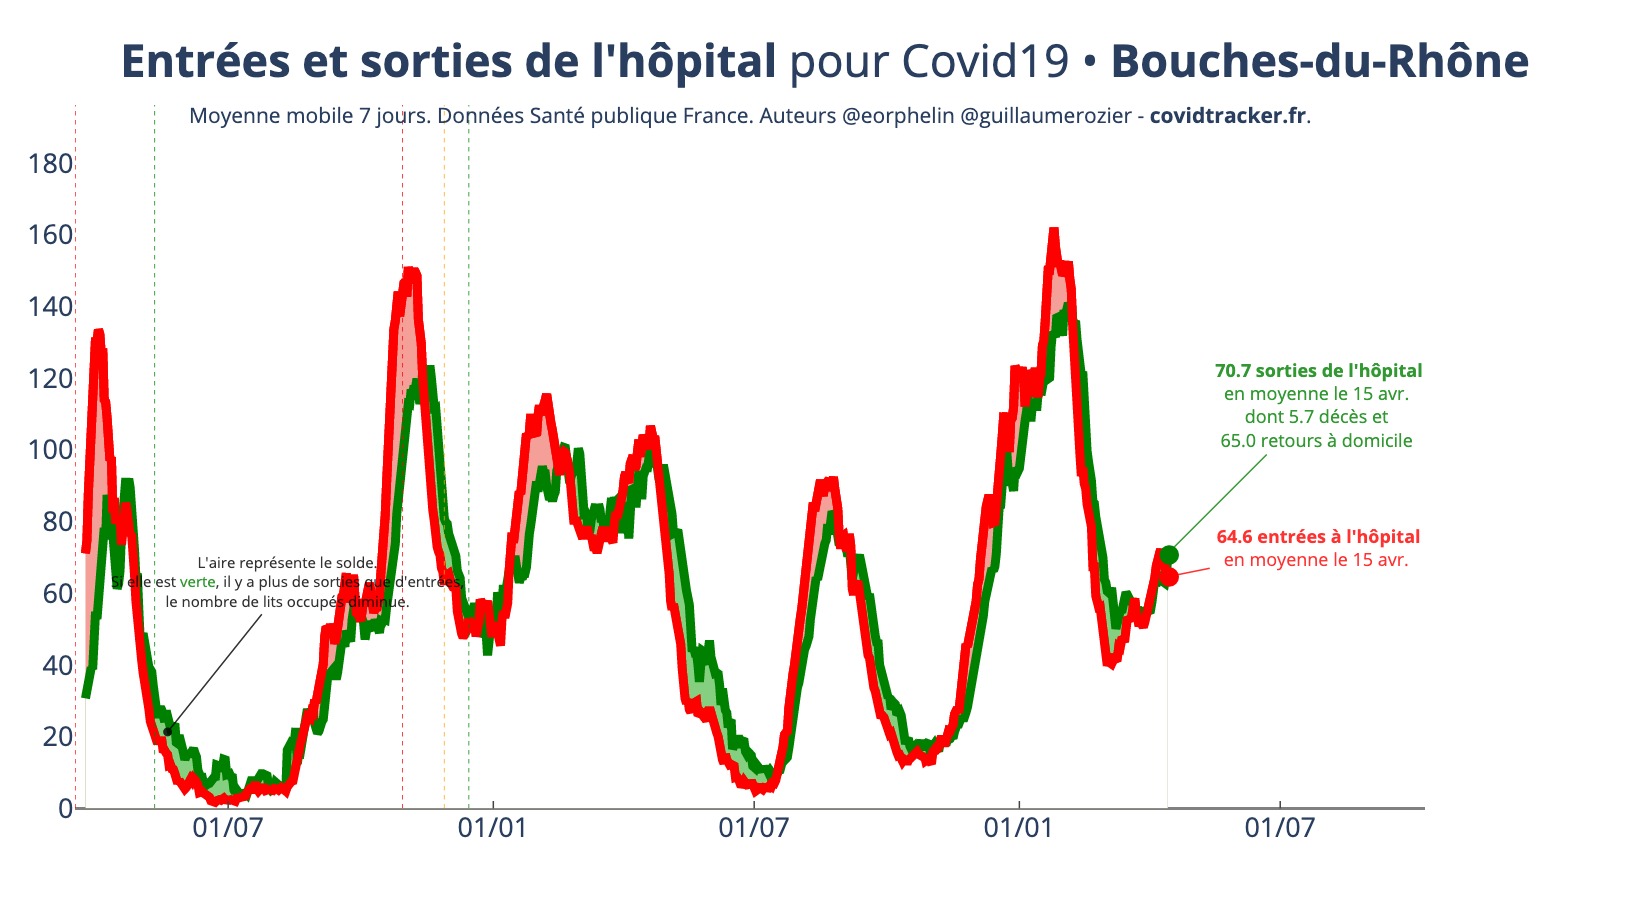 Entrées et sorties de l'hôpital pour Covid19 • Bouches-du-Rhône
Moyenne mobile 7 jours. Données Santé publique France. Auteurs @eorphelin @guillaumerozier - covidtracker.fr.
180
160
140
120
100
80
60
40
20
0
L'aire représente le solde.
Si elle est verte, il y a plus de sorties que d'entrées,
le nombre de lits occupés diminue.
70.7 sorties de l'hôpital
en moyenne le 15 avr.
dont 5.7 décès et
65.0 retours à domicile
64.6 entrées à l'hôpital
en moyenne le 15 avr.
01/07
01/01
01/07
01/01
01/07